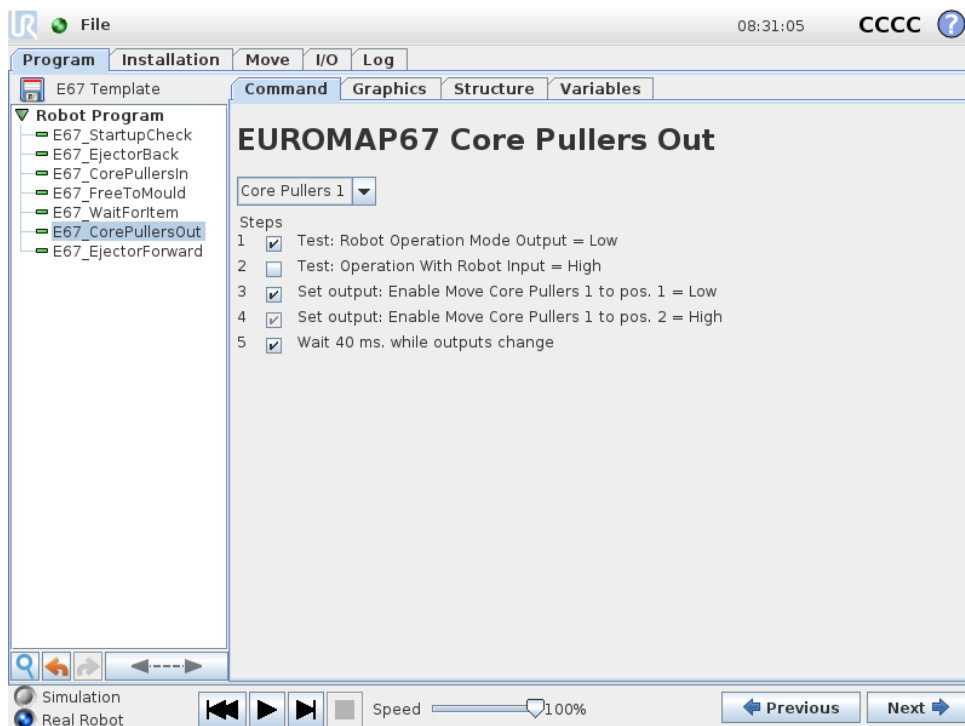 UR File 08:31:05 CCCC ?
Program Installation Move I/O Log
E67 Template Command Graphics Structure Variables
Robot Program
E67_StartupCheck
E67_EjectorBack
E67_CorePullersIn
E67_FreeToMould
E67_WaitForItem
E67_CorePullersOut
E67_EjectorForward
EUROMAP67 Core Pullers Out
Core Pullers 1
Steps
1 Test: Robot Operation Mode Output = Low
2 Test: Operation With Robot Input = High
3 Set output: Enable Move Core Pullers 1 to pos. 1 = Low
4 Set output: Enable Move Core Pullers 1 to pos. 2 = High
5 Wait 40 ms. while outputs change
Simulation
Real Robot
Speed 100% Previous Next